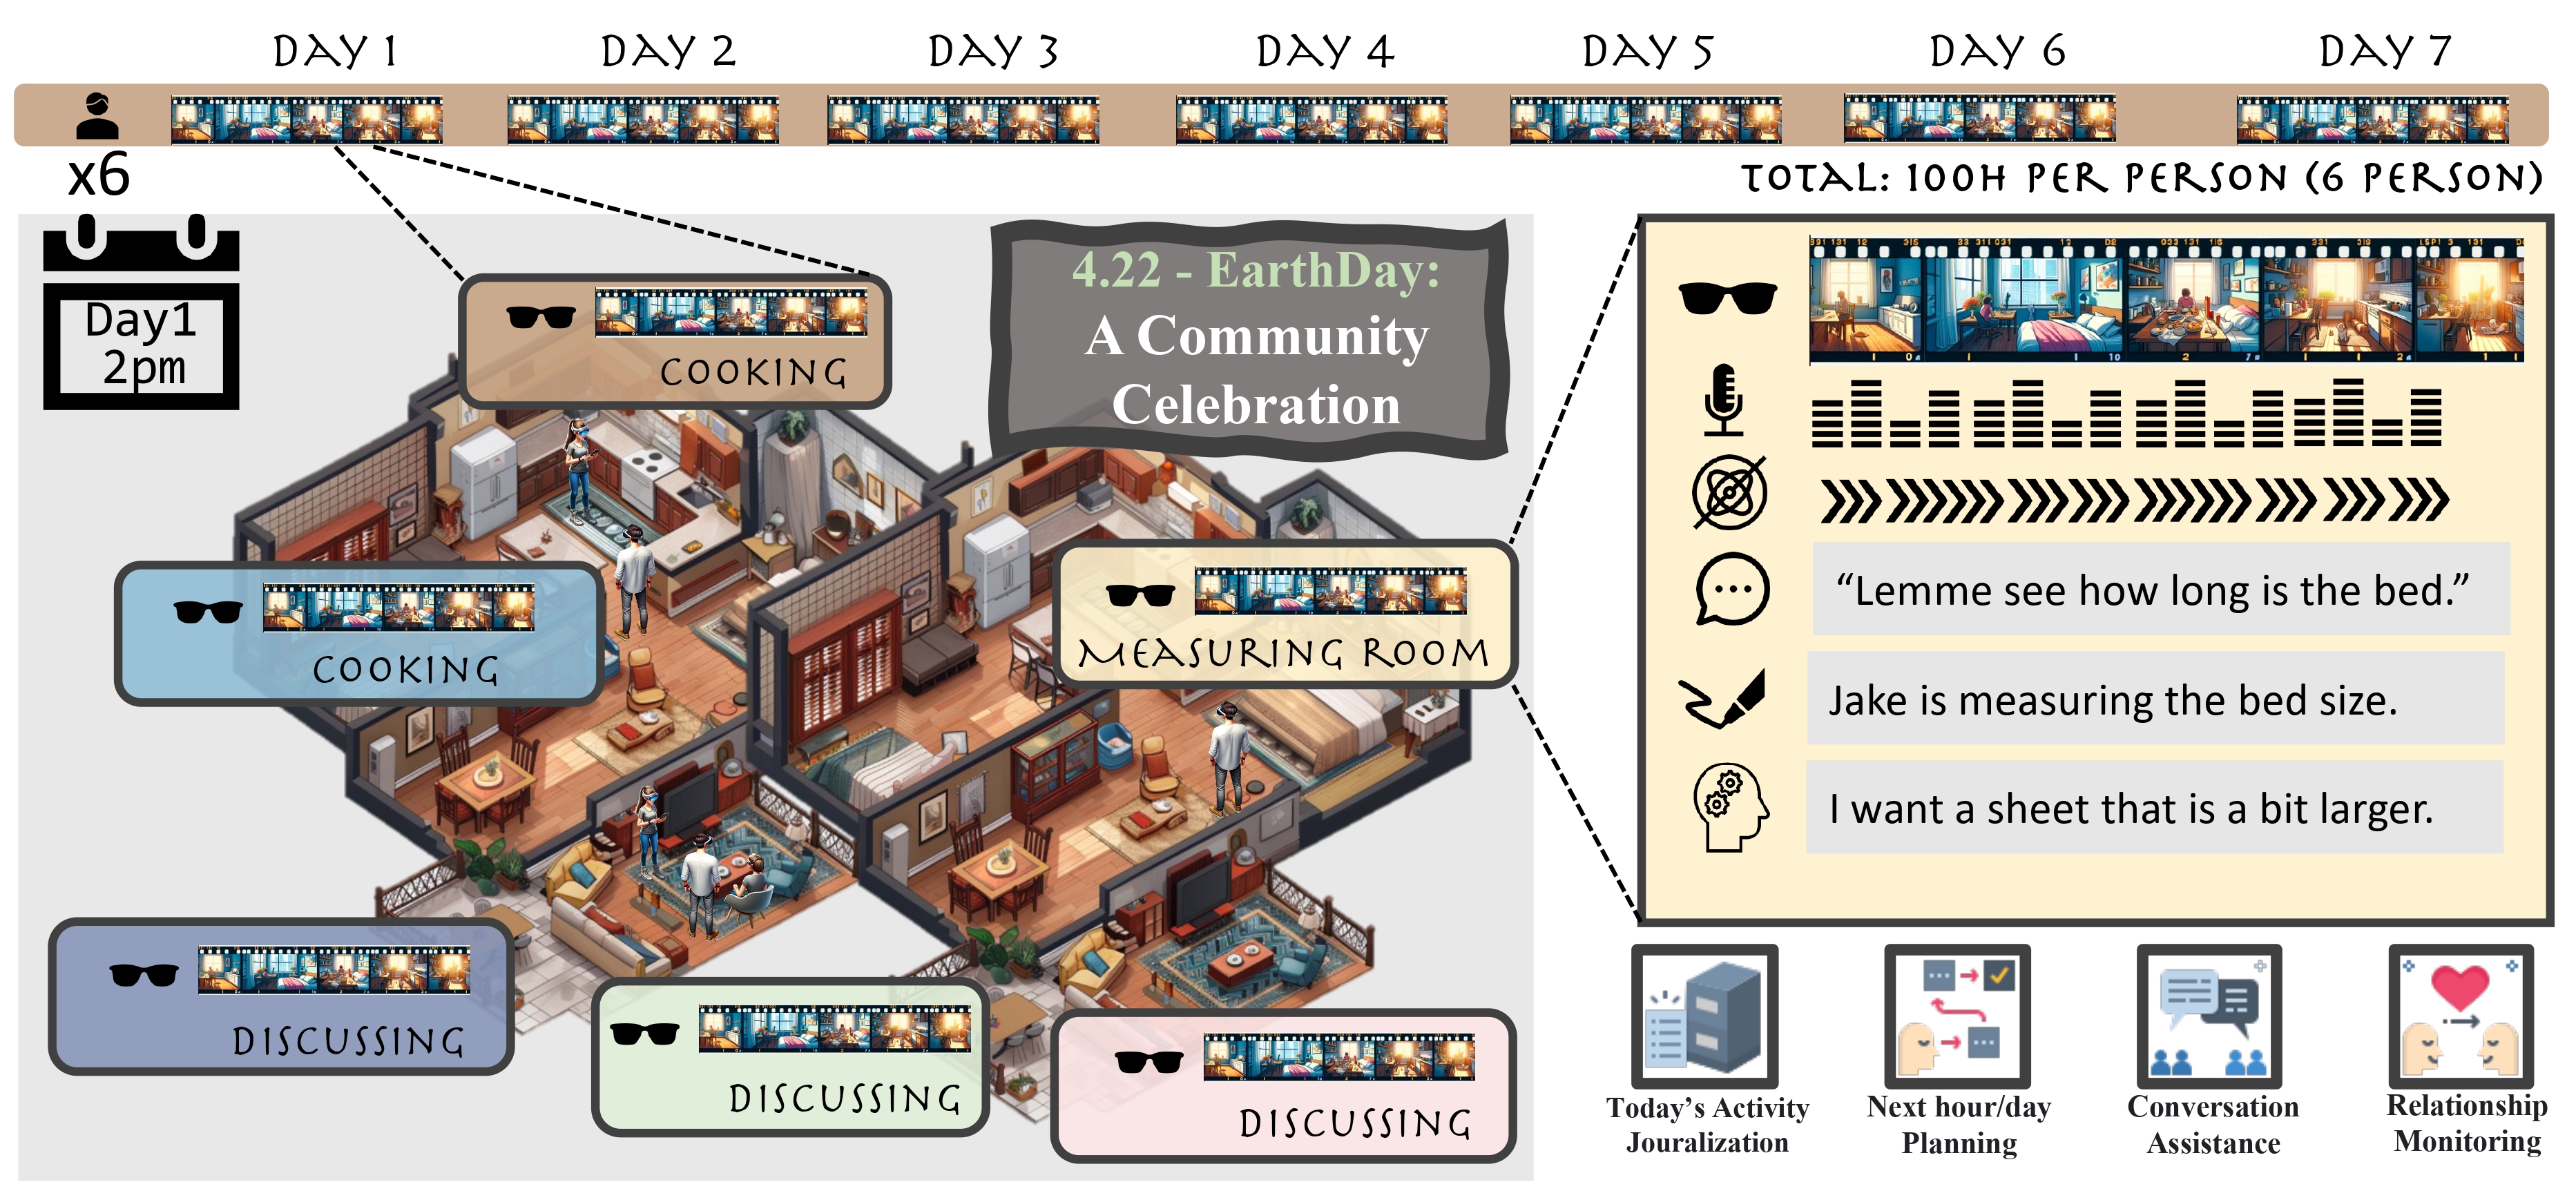 DAY 1
DAY 2
DAY 3
DAY 4
DAY 5
DAY 6
DAY 7
x6
TOTAL: 100H PER PERSON (6 PERSON)
Day1
2pm
COOKING
4.22 - EarthDay:
A Community
Celebration
COOKING
MEASURING ROOM
DISCUSSING
DISCUSSING
DISCUSSING
“Lemme see how long is the bed.”
Jake is measuring the bed size.
I want a sheet that is a bit larger.
Today’s Activity
Jouralization
Next hour/day
Planning
Conversation
Assistance
Relationship
Monitoring